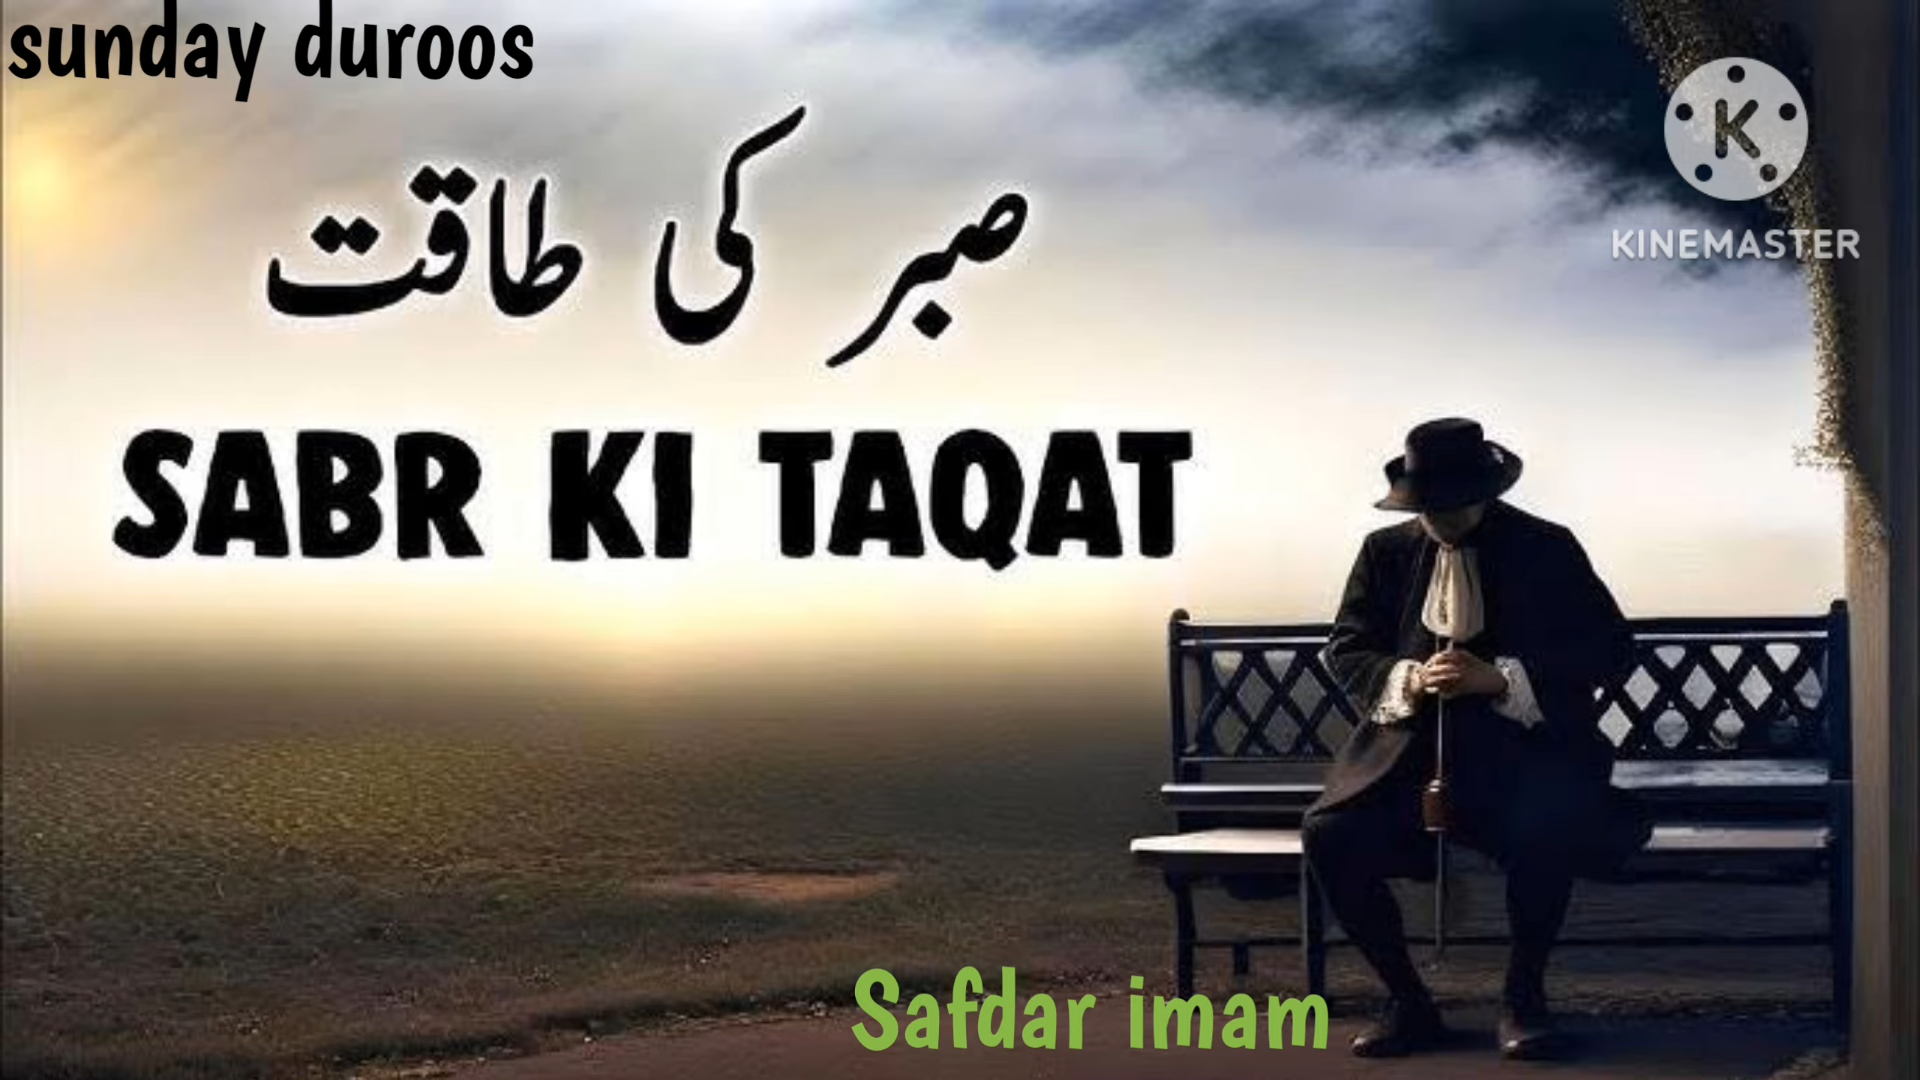 sunday duroos
صبر کی طاقت
SABR KI TAQAT
K
KINEMASTER
Safdar imam